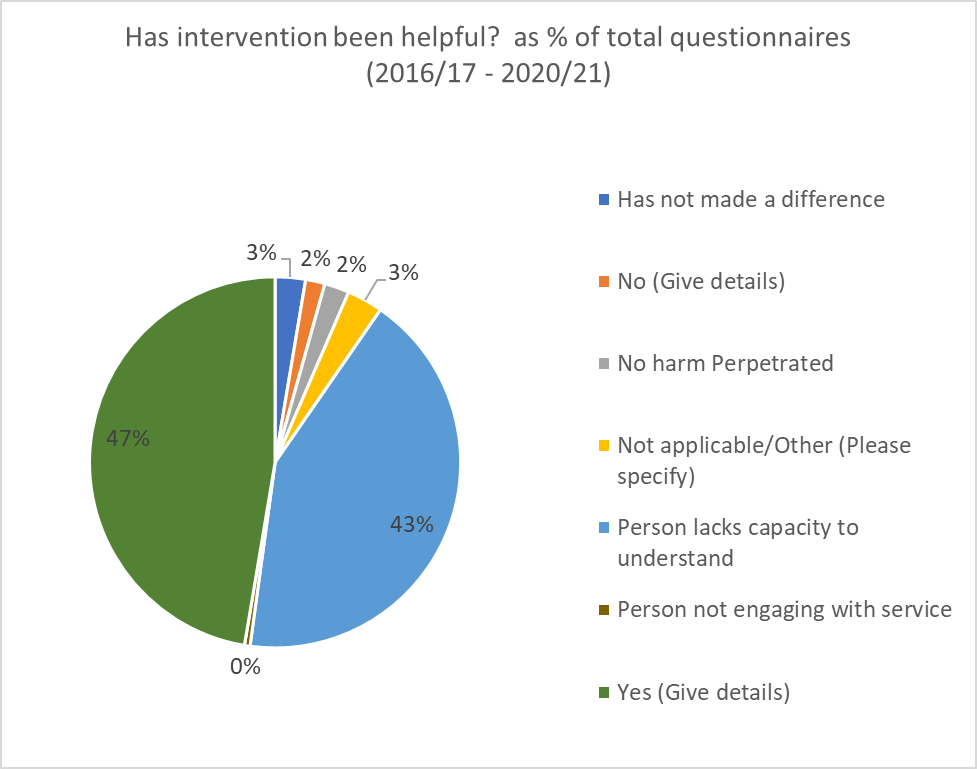 Has intervention been helpful?  as % of total questionnaires
(2016/17 - 2020/21)
3%
2%
2%
3%
47%
43%
0%
Has not made a difference
No (Give details)
No harm Perpetrated
Not applicable/Other (Please
specify)
Person lacks capacity to
understand
Person not engaging with service
Yes (Give details)